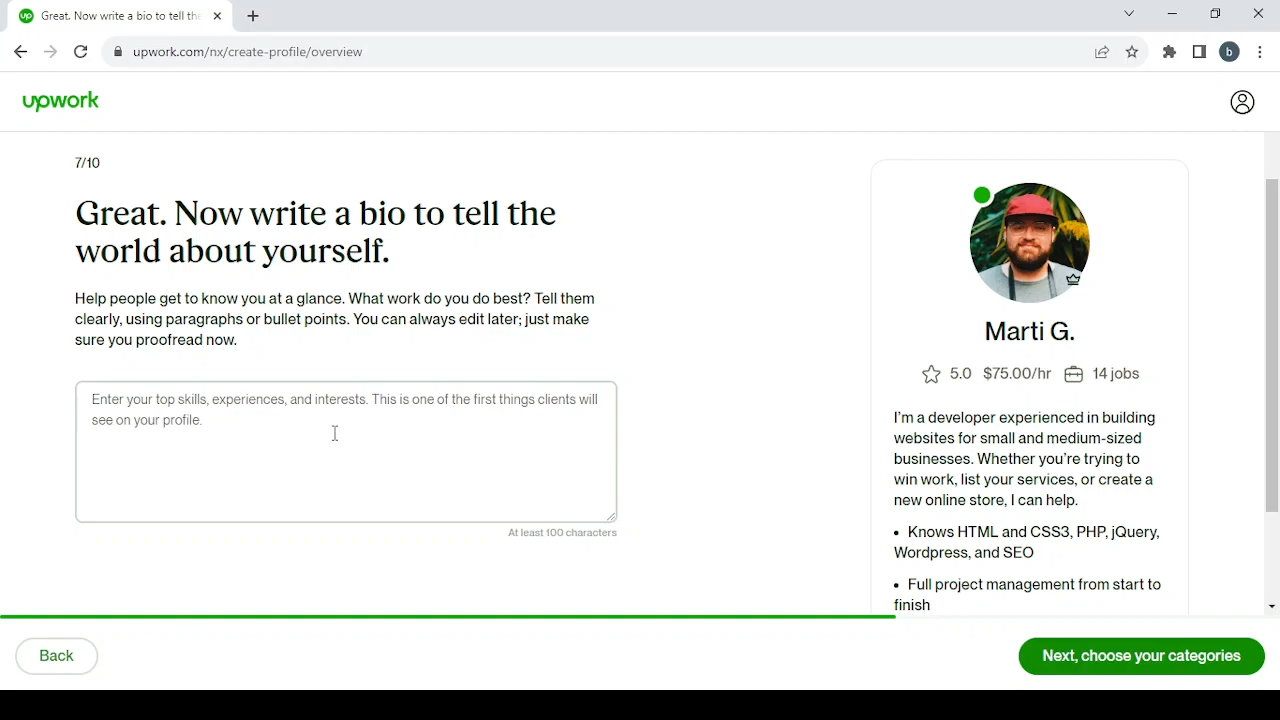 Great. Now write a bio to tell the
upwork.com/nx/create-profile/overview
b
upwork
7/10
Great. Now write a bio to tell the
world about yourself.
Help people get to know you at a glance. What work do you do best? Tell them
clearly, using paragraphs or bullet points. You can always edit later; just make
sure you proofread now.
Enter your top skills, experiences, and interests. This is one of the first things clients will
see on your profile.
At least 100 characters
Marti G.
5.0 $75.00/hr 14 jobs
I'm a developer experienced in building
websites for small and medium-sized
businesses. Whether you're trying to
win work, list your services, or create a
new online store, I can help.
• Knows HTML and CSS3, PHP, jQuery,
Wordpress, and SEO
• Full project management from start to
finish
Back
Next, choose your categories